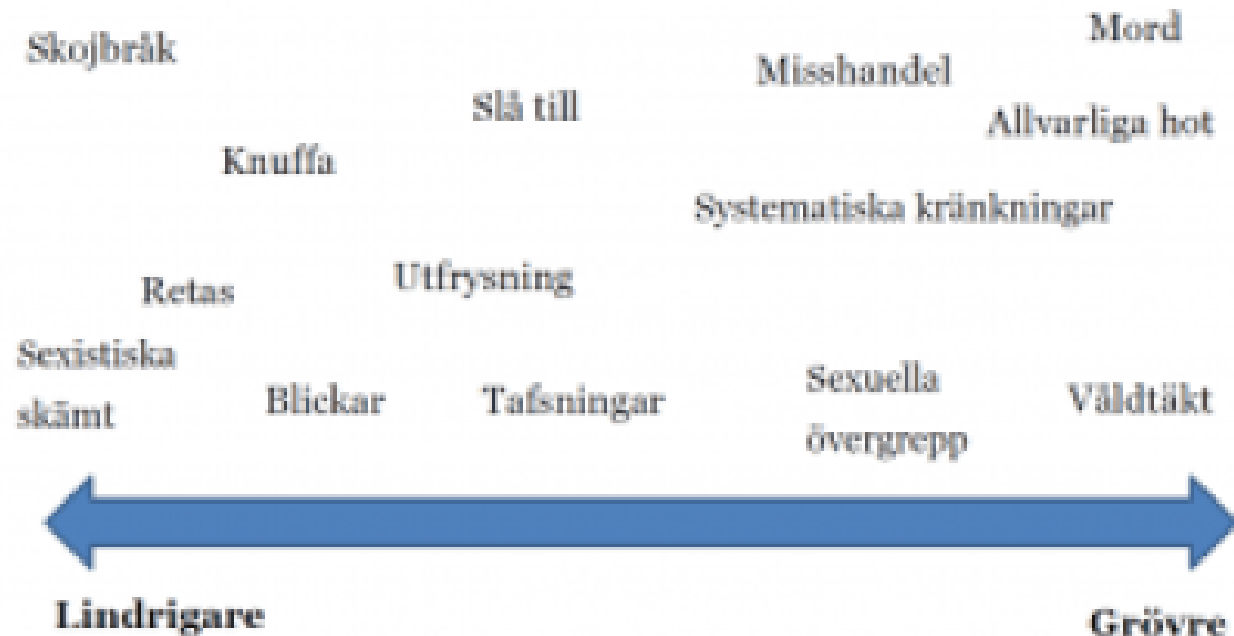 Mord
Skojbråk
Misshandel
Slå till
Allvarliga hot
Knuffa
Systematiska kränkningar
Utfrysning
Retas
Sexistiska
skämt
Blickar
Tafsningar
Sexuella
övergrepp
Våldtäkt
Lindrigare
Grövre